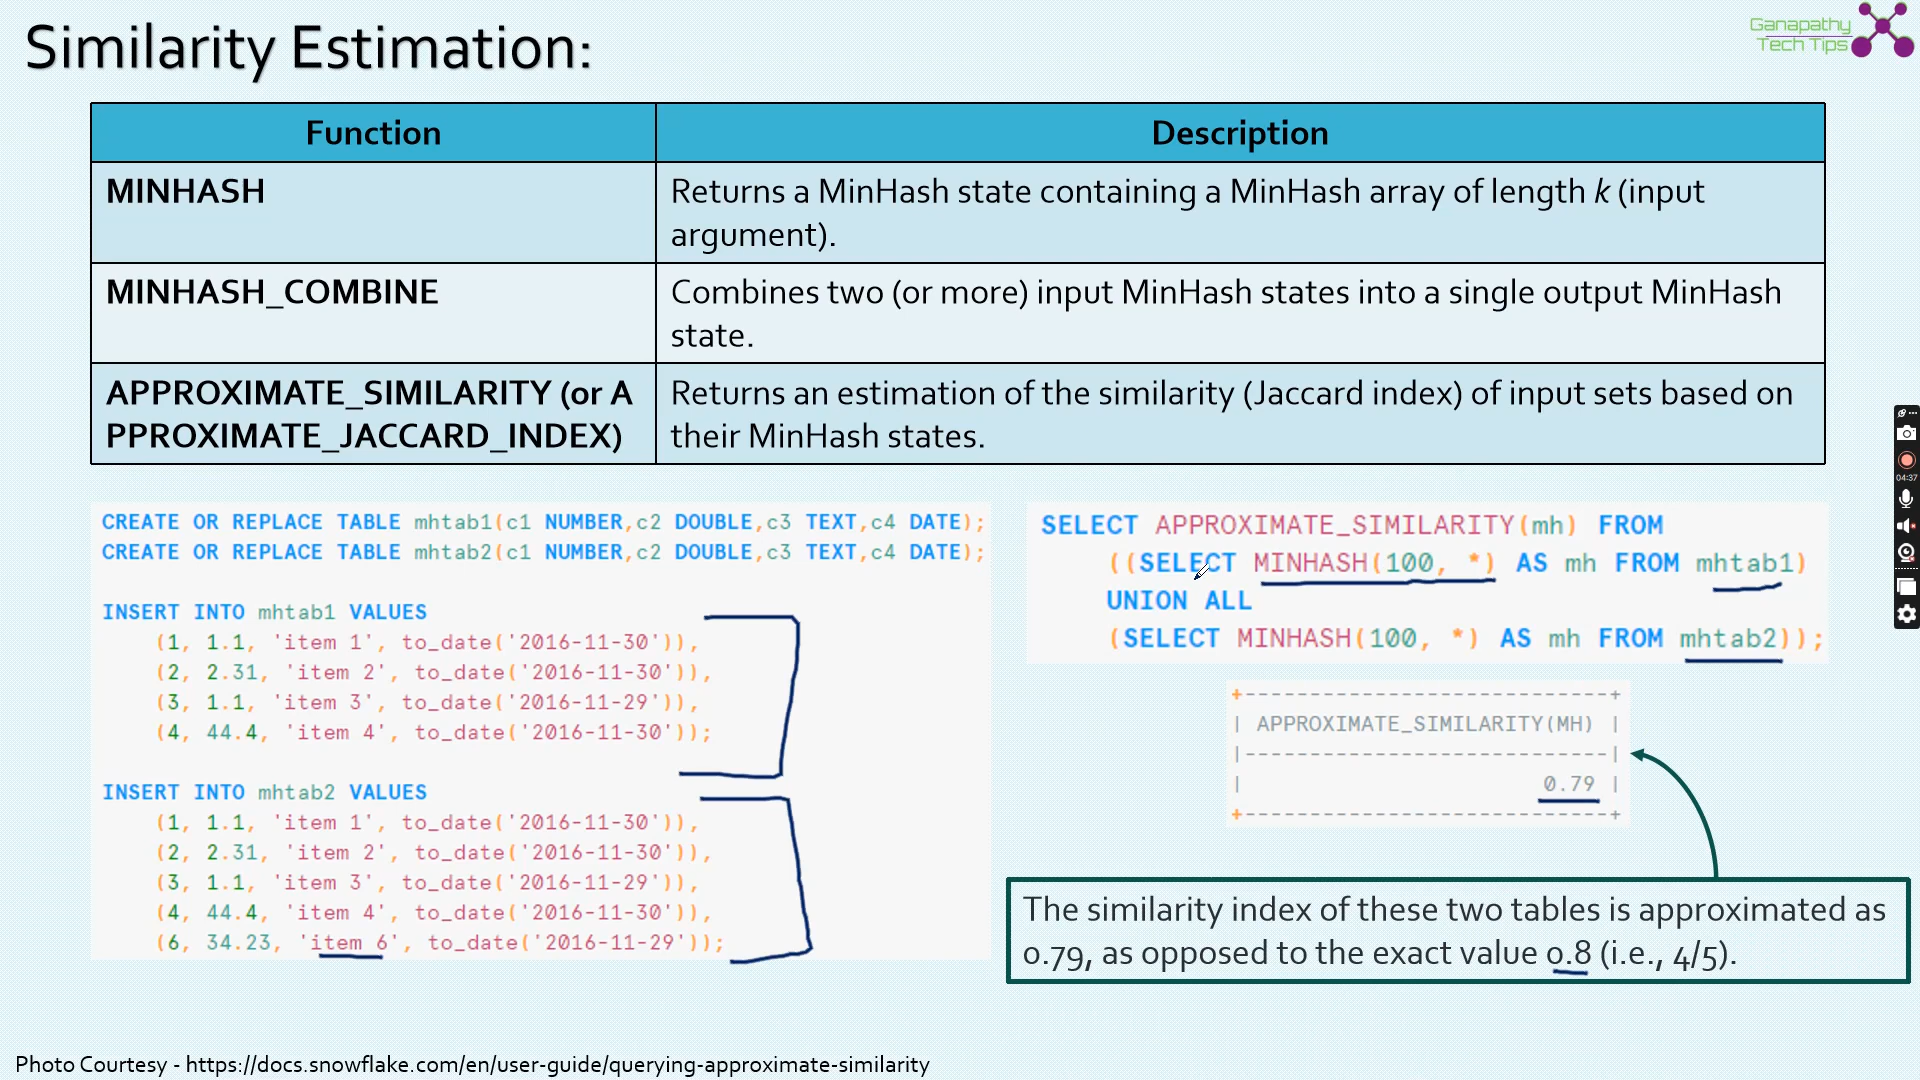 Similarity Estimation:
Ganapathy
Tech Tips
Function
Description
MINHASH
Returns a MinHash state containing a MinHash array of length k (input
argument).
MINHASH_COMBINE
Combines two (or more) input MinHash states into a single output MinHash
state.
APPROXIMATE_SIMILARITY (or A
PPROXIMATE_JACCARD_INDEX)
Returns an estimation of the similarity (Jaccard index) of input sets based on
their MinHash states.
CREATE OR REPLACE TABLE mhtab1(c1 NUMBER,c2 DOUBLE,c3 TEXT,c4 DATE);
CREATE OR REPLACE TABLE mhtab2(c1 NUMBER,c2 DOUBLE,c3 TEXT,c4 DATE);
INSERT INTO mhtab1 VALUES
(1, 1.1, 'item 1', to_date('2016-11-30')),
(2, 2.31, 'item 2', to_date('2016-11-30')),
(3, 1.1, 'item 3', to_date('2016-11-29')),
(4, 44.4, 'item 4', to_date('2016-11-30'));
INSERT INTO mhtab2 VALUES
(1, 1.1, 'item 1', to_date('2016-11-30')),
(2, 2.31, 'item 2', to_date('2016-11-30')),
(3, 1.1, 'item 3', to_date('2016-11-29')),
(4, 44.4, 'item 4', to_date('2016-11-30')),
(6, 34.23, 'item 6', to_date('2016-11-29'));
SELECT APPROXIMATE_SIMILARITY(mh) FROM
((SELECT MINHASH(100, *) AS mh FROM mhtab1)
UNION ALL
(SELECT MINHASH(100, *) AS mh FROM mhtab2));
+----------------------------+
| APPROXIMATE_SIMILARITY(MH) |
|----------------------------|
| 0.79 |
+----------------------------+
The similarity index of these two tables is approximated as
0.79, as opposed to the exact value 0.8 (i.e., 4/5).
04:37
Photo Courtesy - https://docs.snowflake.com/en/user-guide/querying-approximate-similarity